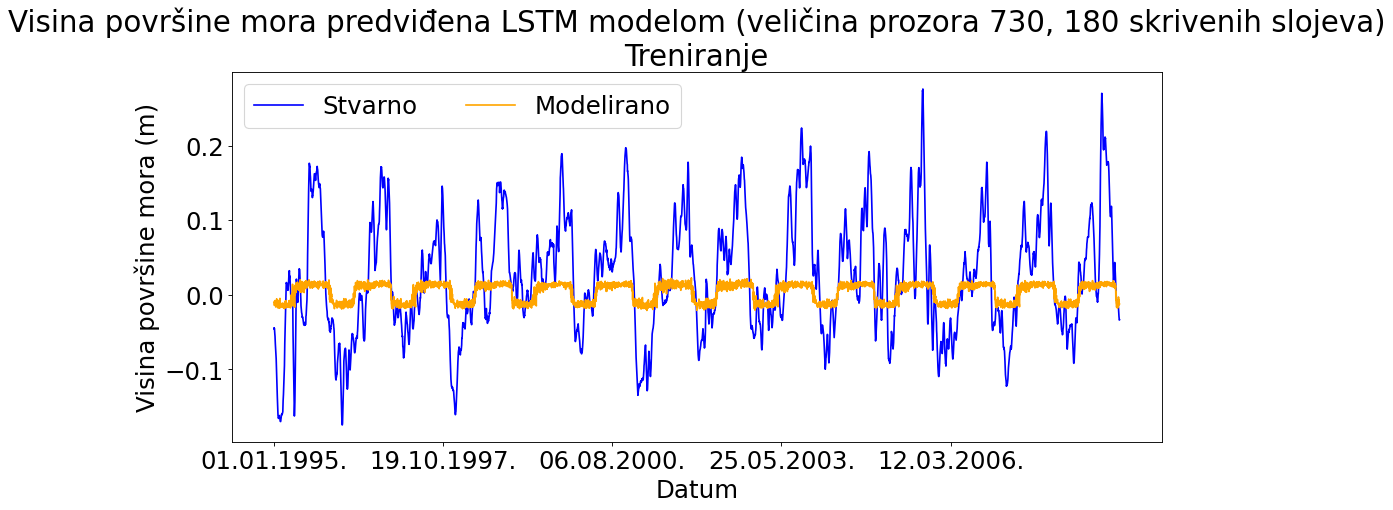 Visina površine mora predviđena LSTM modelom (veličina prozora 730, 180 skrivenih slojeva)
Treniranje
Stvarno Modelirano
Visina površine mora (m)
0.2
0.1
0.0
−0.1
01.01.1995. 19.10.1997. 06.08.2000. 25.05.2003. 12.03.2006.
Datum